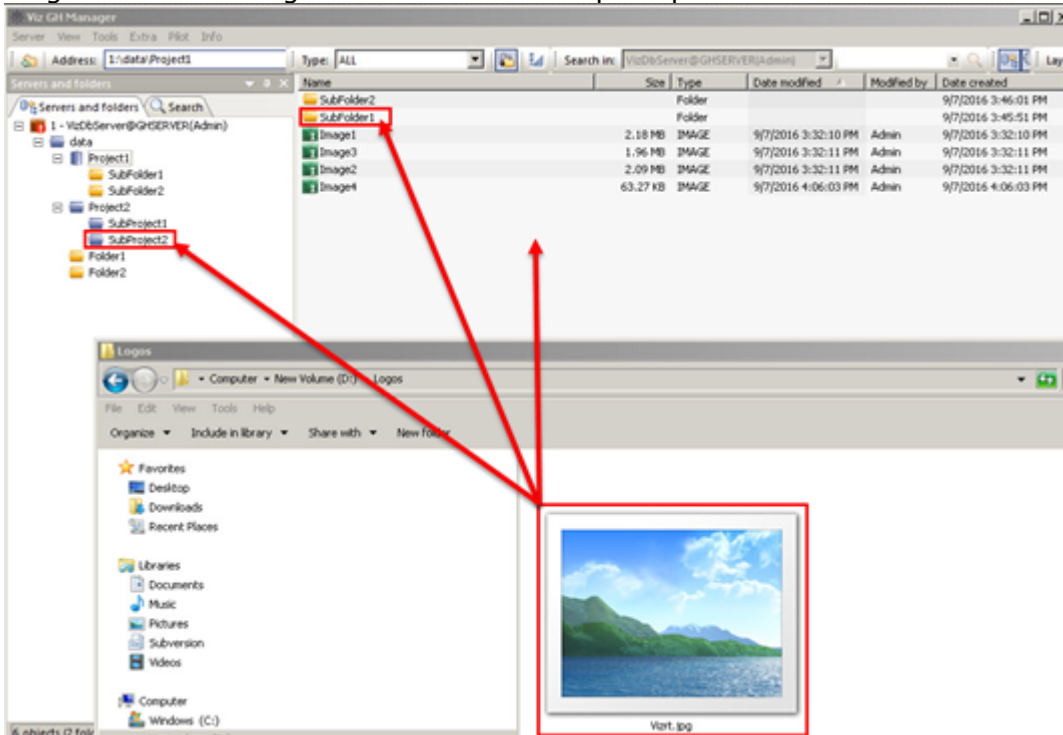 Viz GH Manager
Server View Tools Extra Pilot Info
Address: 1:\data\Project1 Type: ALL Search in: VizDbServer@GHSERVER(Admin) Lay
Servers and folders
Servers and folders Search
1 - VizDbServer@GHSERVER(Admin)
data
Project1
SubFolder1
SubFolder2
Project2
SubProject1
SubProject2
Folder1
Folder2
Name Size Type Date modified Modified by Date created
SubFolder2 Folder 9/7/2016 3:46:01 PM
SubFolder1 Folder 9/7/2016 3:45:51 PM
Image1 2.18 MB IMAGE 9/7/2016 3:32:10 PM Admin 9/7/2016 3:32:10 PM
Image3 1.96 MB IMAGE 9/7/2016 3:32:11 PM Admin 9/7/2016 3:32:11 PM
Image2 2.09 MB IMAGE 9/7/2016 3:32:11 PM Admin 9/7/2016 3:32:11 PM
Image4 63.27 KB IMAGE 9/7/2016 4:06:03 PM Admin 9/7/2016 4:06:03 PM
Logos
Computer New Volume (D:) Logos
File Edit View Tools Help
Organize Include in library Share with New folder
Favorites
Desktop
Downloads
Recent Places
Libraries
Documents
Music
Pictures
Subversion
Videos
Computer
Windows (C:)
Vizrt.jpg
6 objects (2 fold